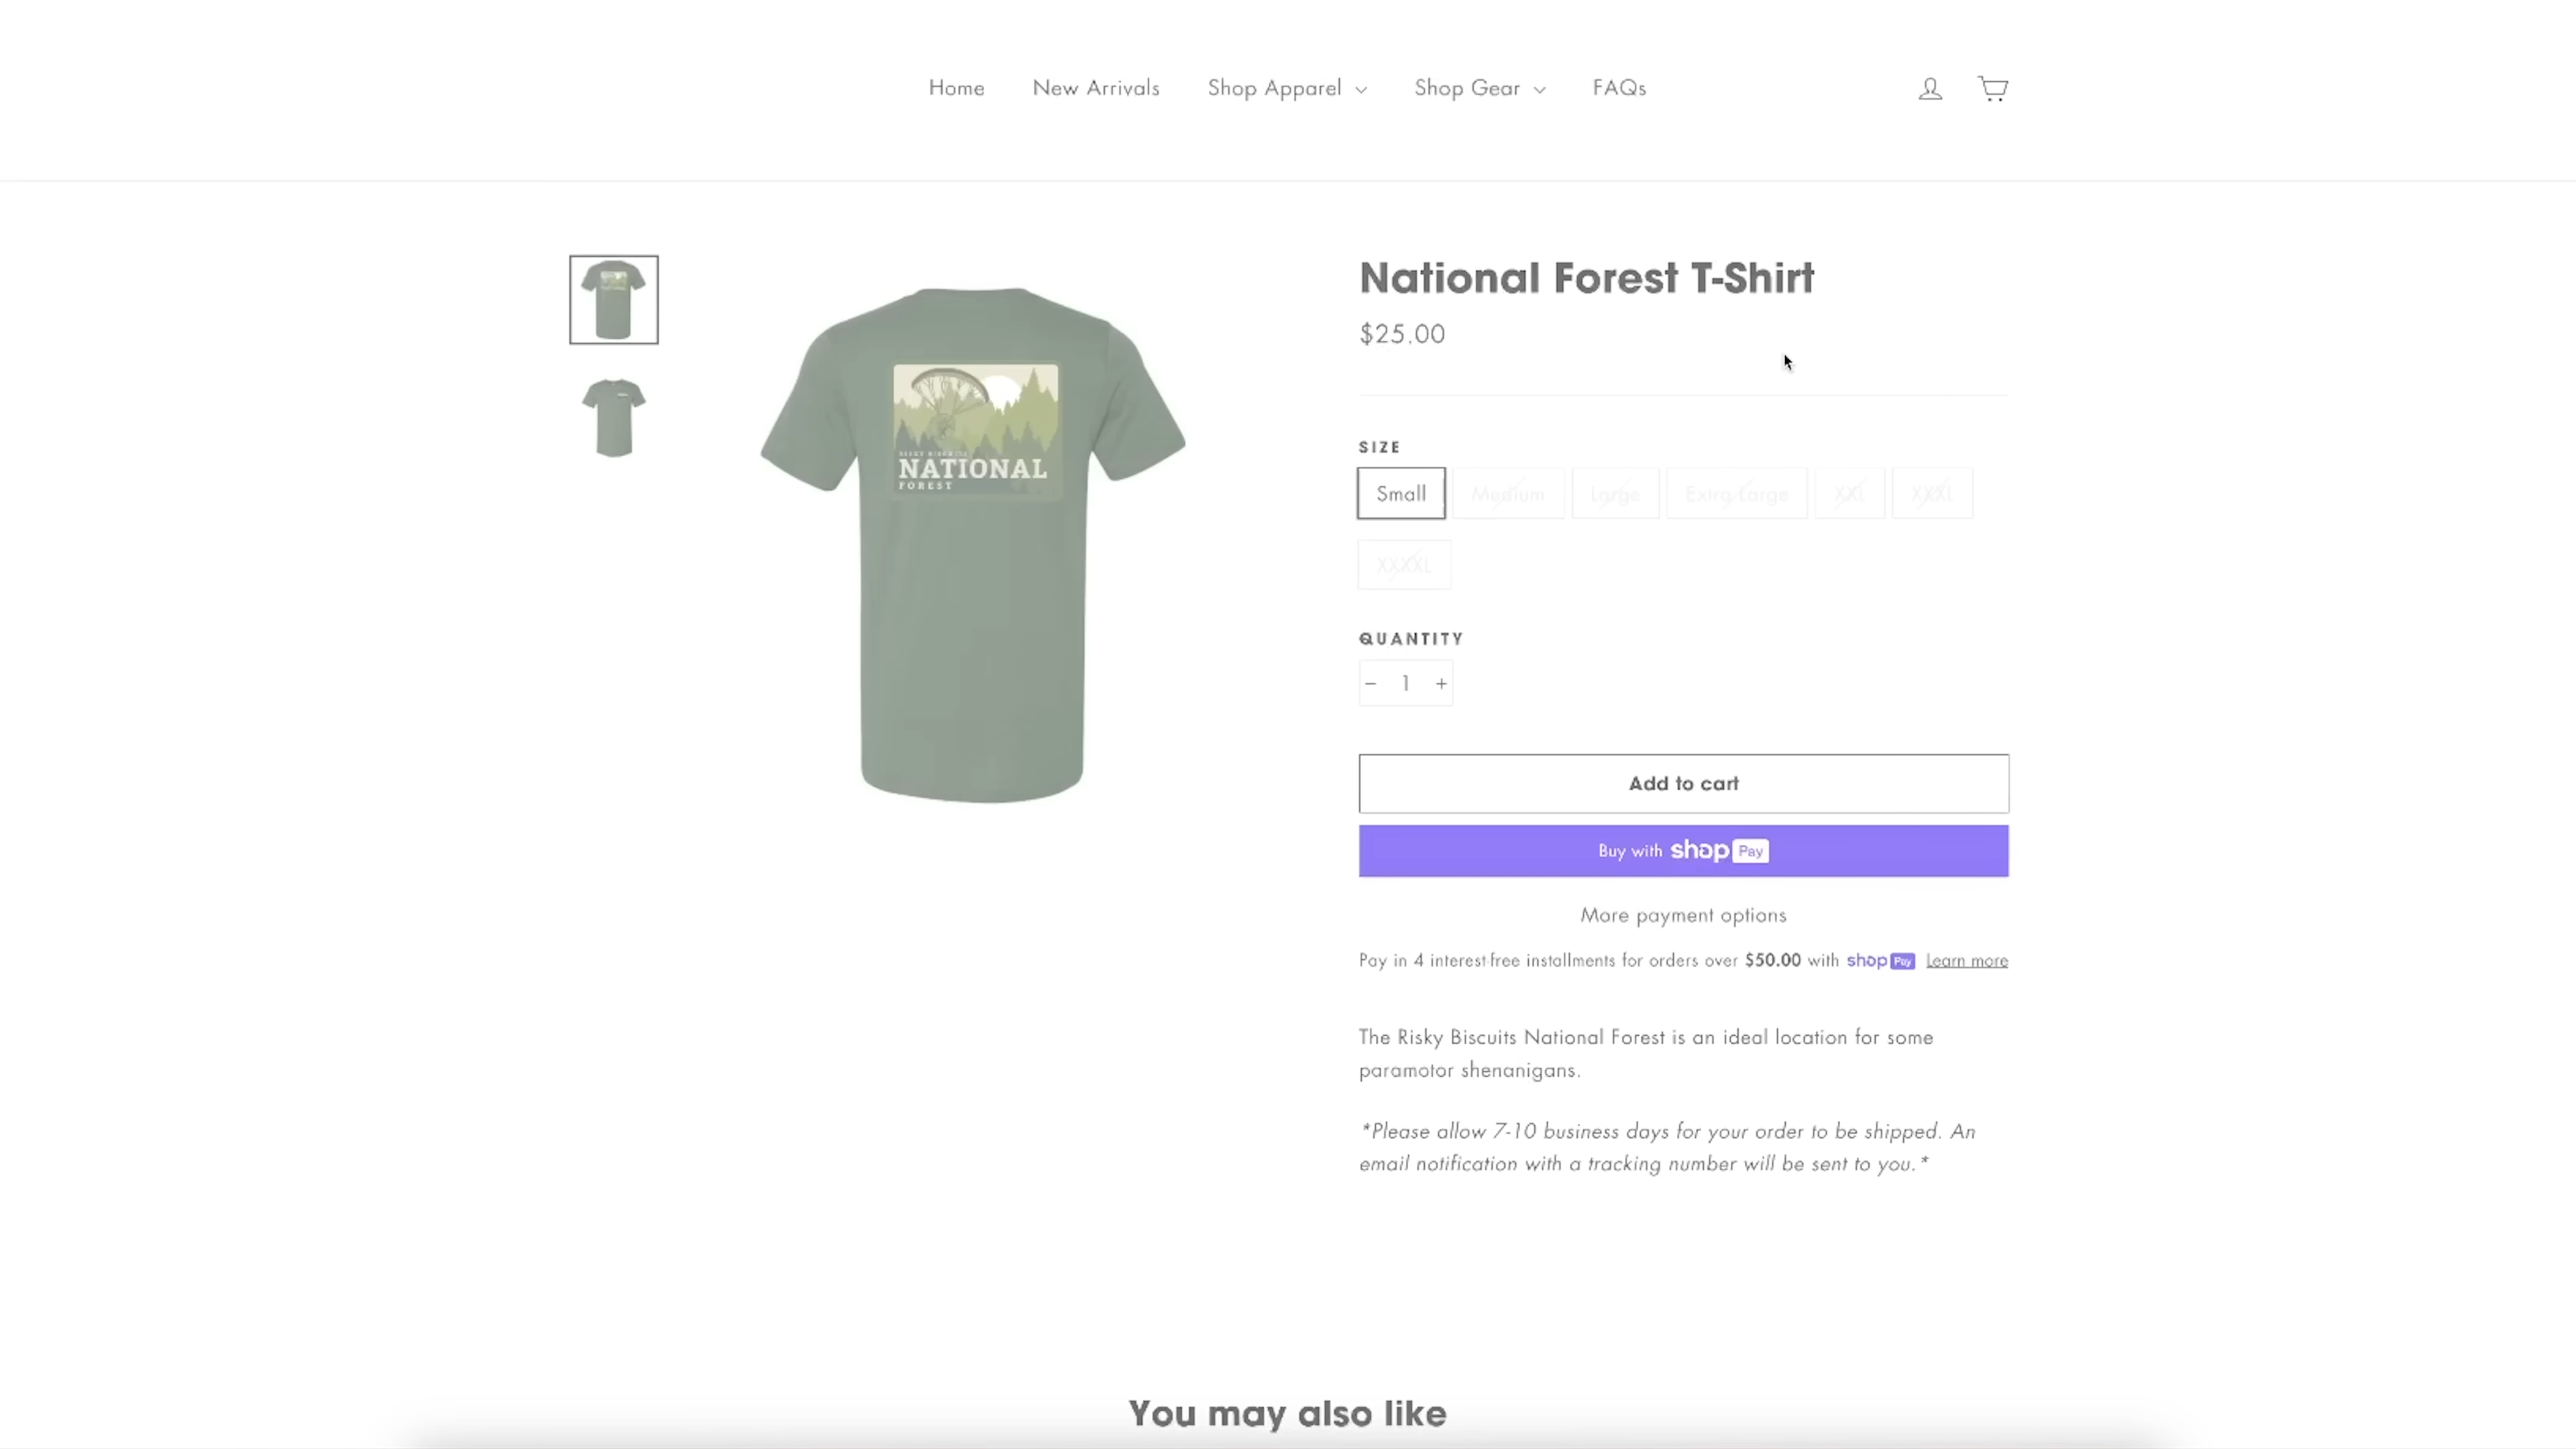 Home New Arrivals Shop Apparel Shop Gear FAQs
National Forest T-Shirt
$25.00
RISKY BISCUITS
NATIONAL
FOREST
SIZE
Small Medium Large Extra Large XXL XXXL
XXXXL
QUANTITY
− 1 +
Add to cart
Buy with shop Pay
More payment options
Pay in 4 interest-free installments for orders over $50.00 with shop Pay Learn more
The Risky Biscuits National Forest is an ideal location for some
paramotor shenanigans.
*Please allow 7-10 business days for your order to be shipped. An
email notification with a tracking number will be sent to you.*
You may also like